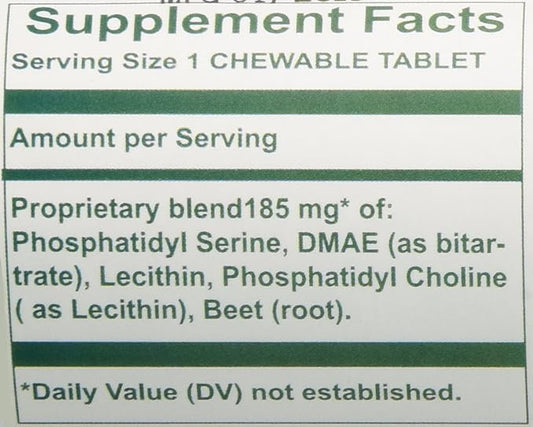 Supplement Facts
Serving Size 1 CHEWABLE TABLET
Amount per Serving
Proprietary blend185 mg* of:
Phosphatidyl Serine, DMAE (as bitar-
trate), Lecithin, Phosphatidyl Choline
( as Lecithin), Beet (root).
*Daily Value (DV) not established.